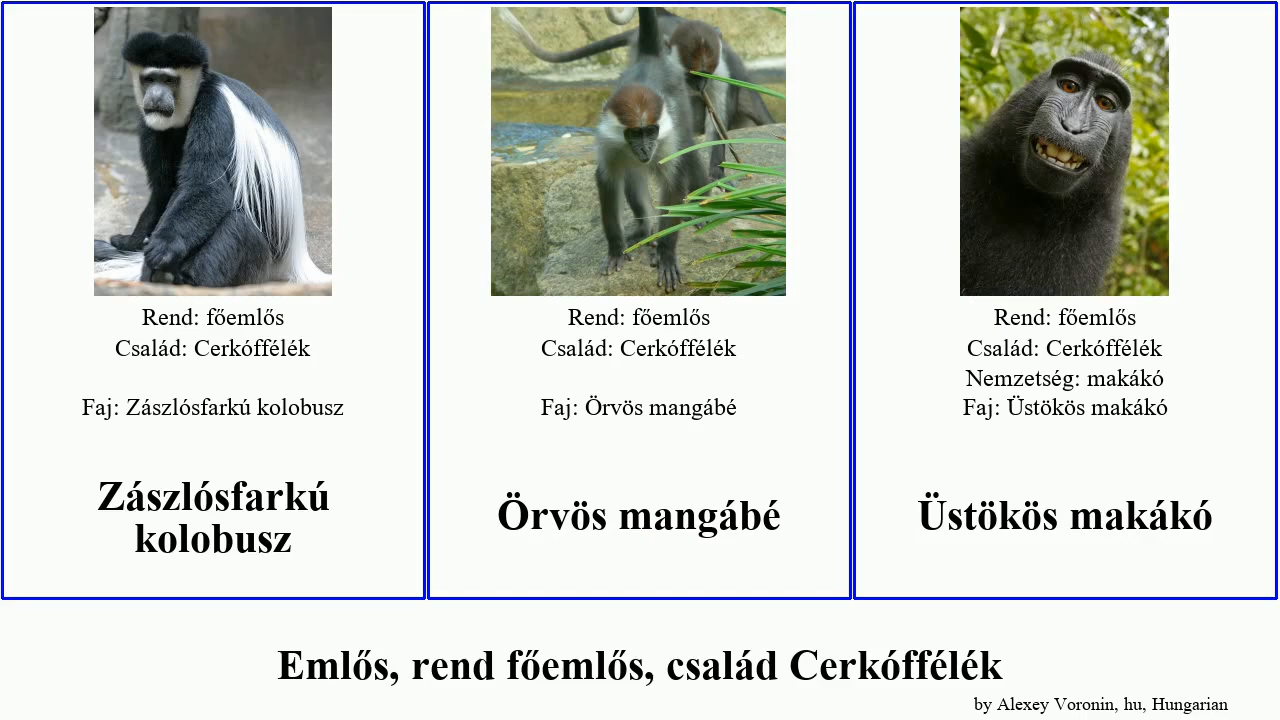 Rend: főemlős
Család: Cerkóffélék
Faj: Zászlósfarkú kolobusz
Zászlósfarkú
kolobusz
Rend: főemlős
Család: Cerkóffélék
Faj: Örvös mangábé
Örvös mangábé
Rend: főemlős
Család: Cerkóffélék
Nemzetség: makákó
Faj: Üstökös makákó
Üstökös makákó
Emlős, rend főemlős, család Cerkóffélék
by Alexey Voronin, hu, Hungarian